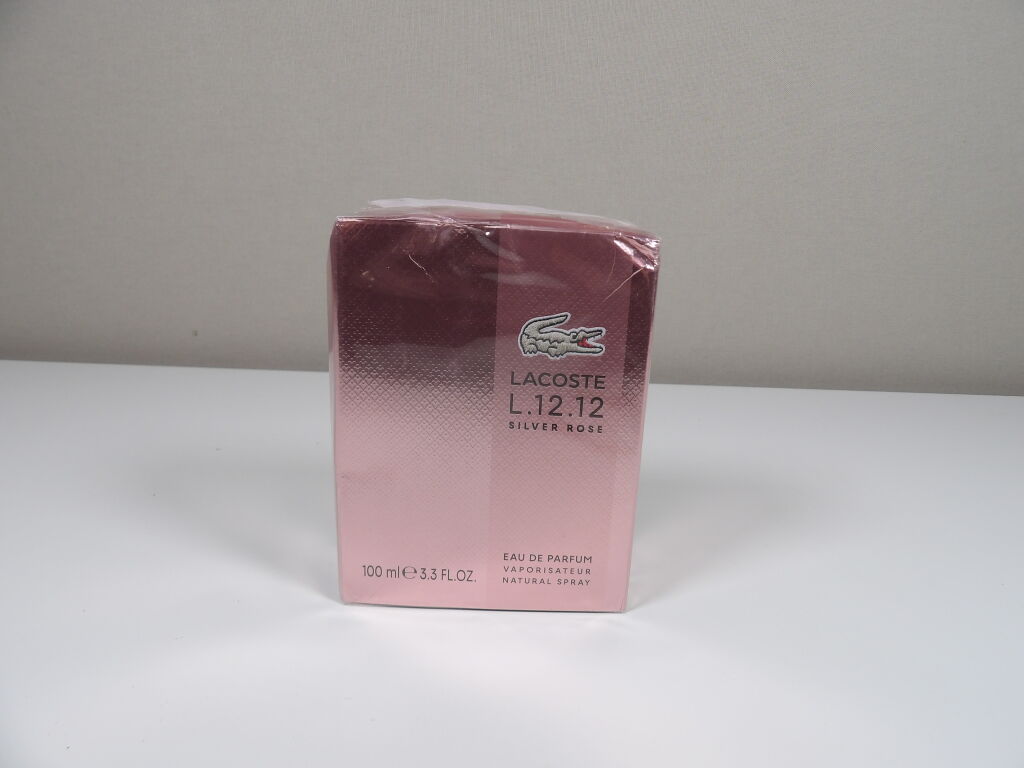 LACOSTE
L.12.12
SILVER ROSE
EAU DE PARFUM
VAPORISATEUR
NATURAL SPRAY
100 ml ℮ 3.3 FL.OZ.